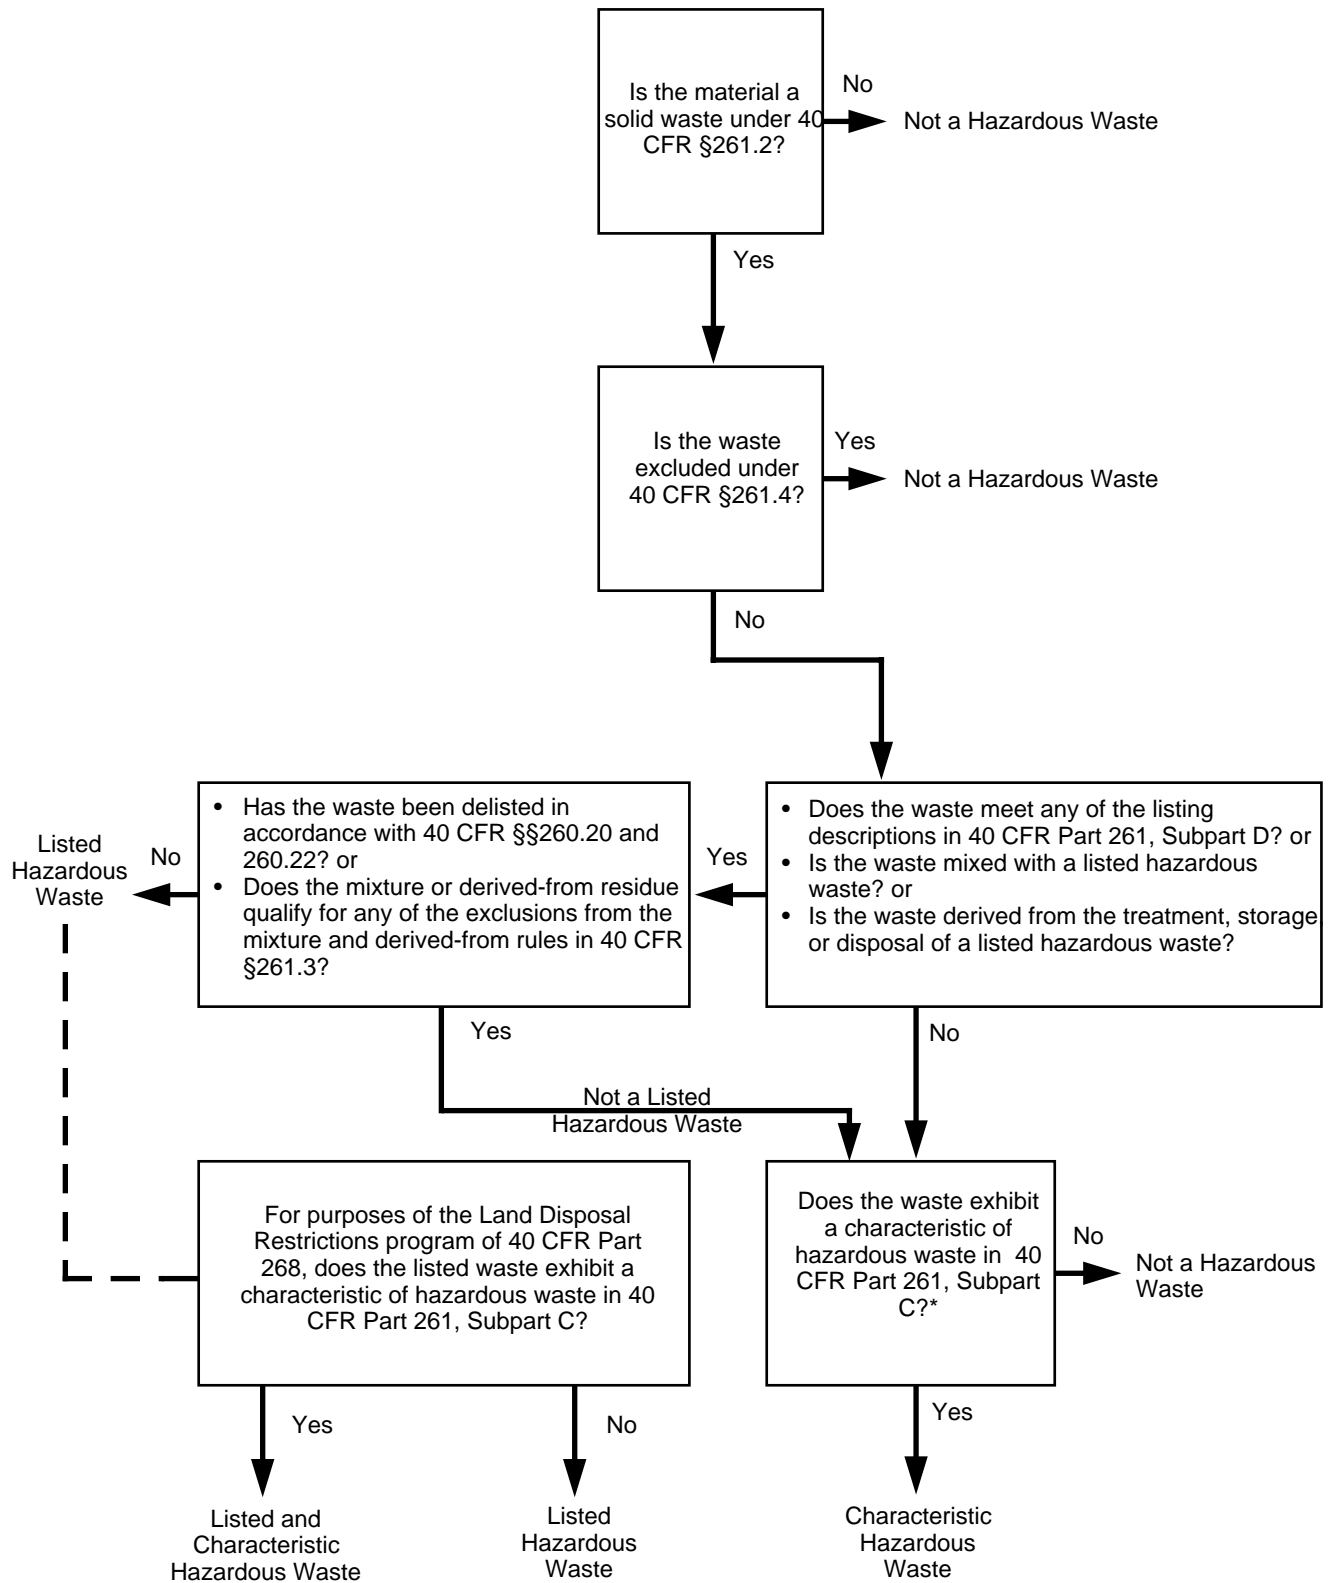 Is the material a
solid waste under 40
CFR §261.2?
No
Not a Hazardous Waste
Yes
Is the waste
excluded under
40 CFR §261.4?
Yes
Not a Hazardous Waste
No
• Does the waste meet any of the listing
descriptions in 40 CFR Part 261, Subpart D? or
• Is the waste mixed with a listed hazardous
waste? or
• Is the waste derived from the treatment, storage,
or disposal of a listed hazardous waste?
Yes
• Has the waste been delisted in
accordance with 40 CFR §§260.20 and
260.22? or
• Does the mixture or derived-from residue
qualify for any of the exclusions from the
mixture and derived-from rules in 40 CFR
§261.3?
No
Listed
Hazardous
Waste
Yes
Not a Listed
Hazardous Waste
No
For purposes of the Land Disposal
Restrictions program of 40 CFR Part
268, does the listed waste exhibit a
characteristic of hazardous waste in 40
CFR Part 261, Subpart C?
Does the waste exhibit
a characteristic of
hazardous waste in 40
CFR Part 261, Subpart
C?*
No
Not a Hazardous
Waste
Yes
No
Yes
Listed and
Characteristic
Hazardous Waste
Listed
Hazardous
Waste
Characteristic
Hazardous
Waste